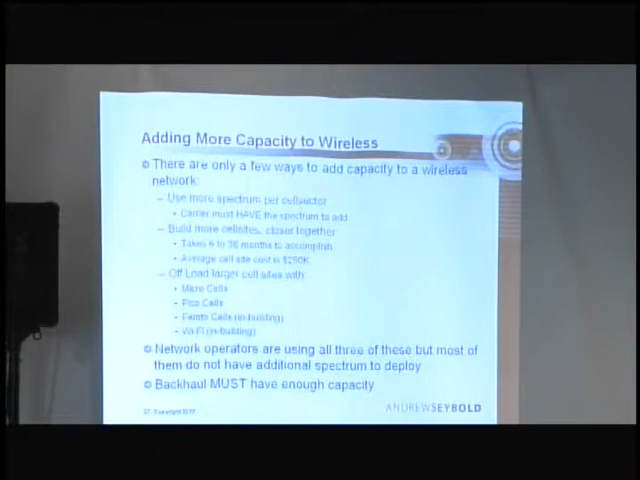 Adding More Capacity to Wireless
There are only a few ways to add capacity to a wireless
network:
– Use more spectrum per cell/sector
• Carrier must HAVE the spectrum to add
– Build more cellsites, closer together
• Takes 6 to 36 months to accomplish
• Average cell site cost is $250K
– Off Load larger cell sites with:
• Micro Cells
• Pico Cells
• Femto Cells (in-building)
• Wi-Fi (in-building)
Network operators are using all three of these but most of
them do not have additional spectrum to deploy
Backhaul MUST have enough capacity
Copyright
ANDREWSEYBOLD